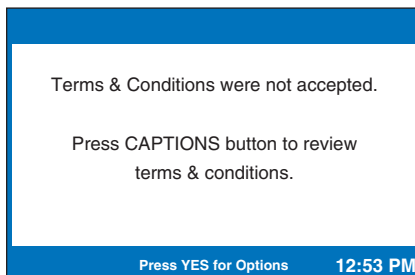 Terms & Conditions were not accepted.
Press CAPTIONS button to review
terms & conditions.
Press YES for Options 12:53 PM